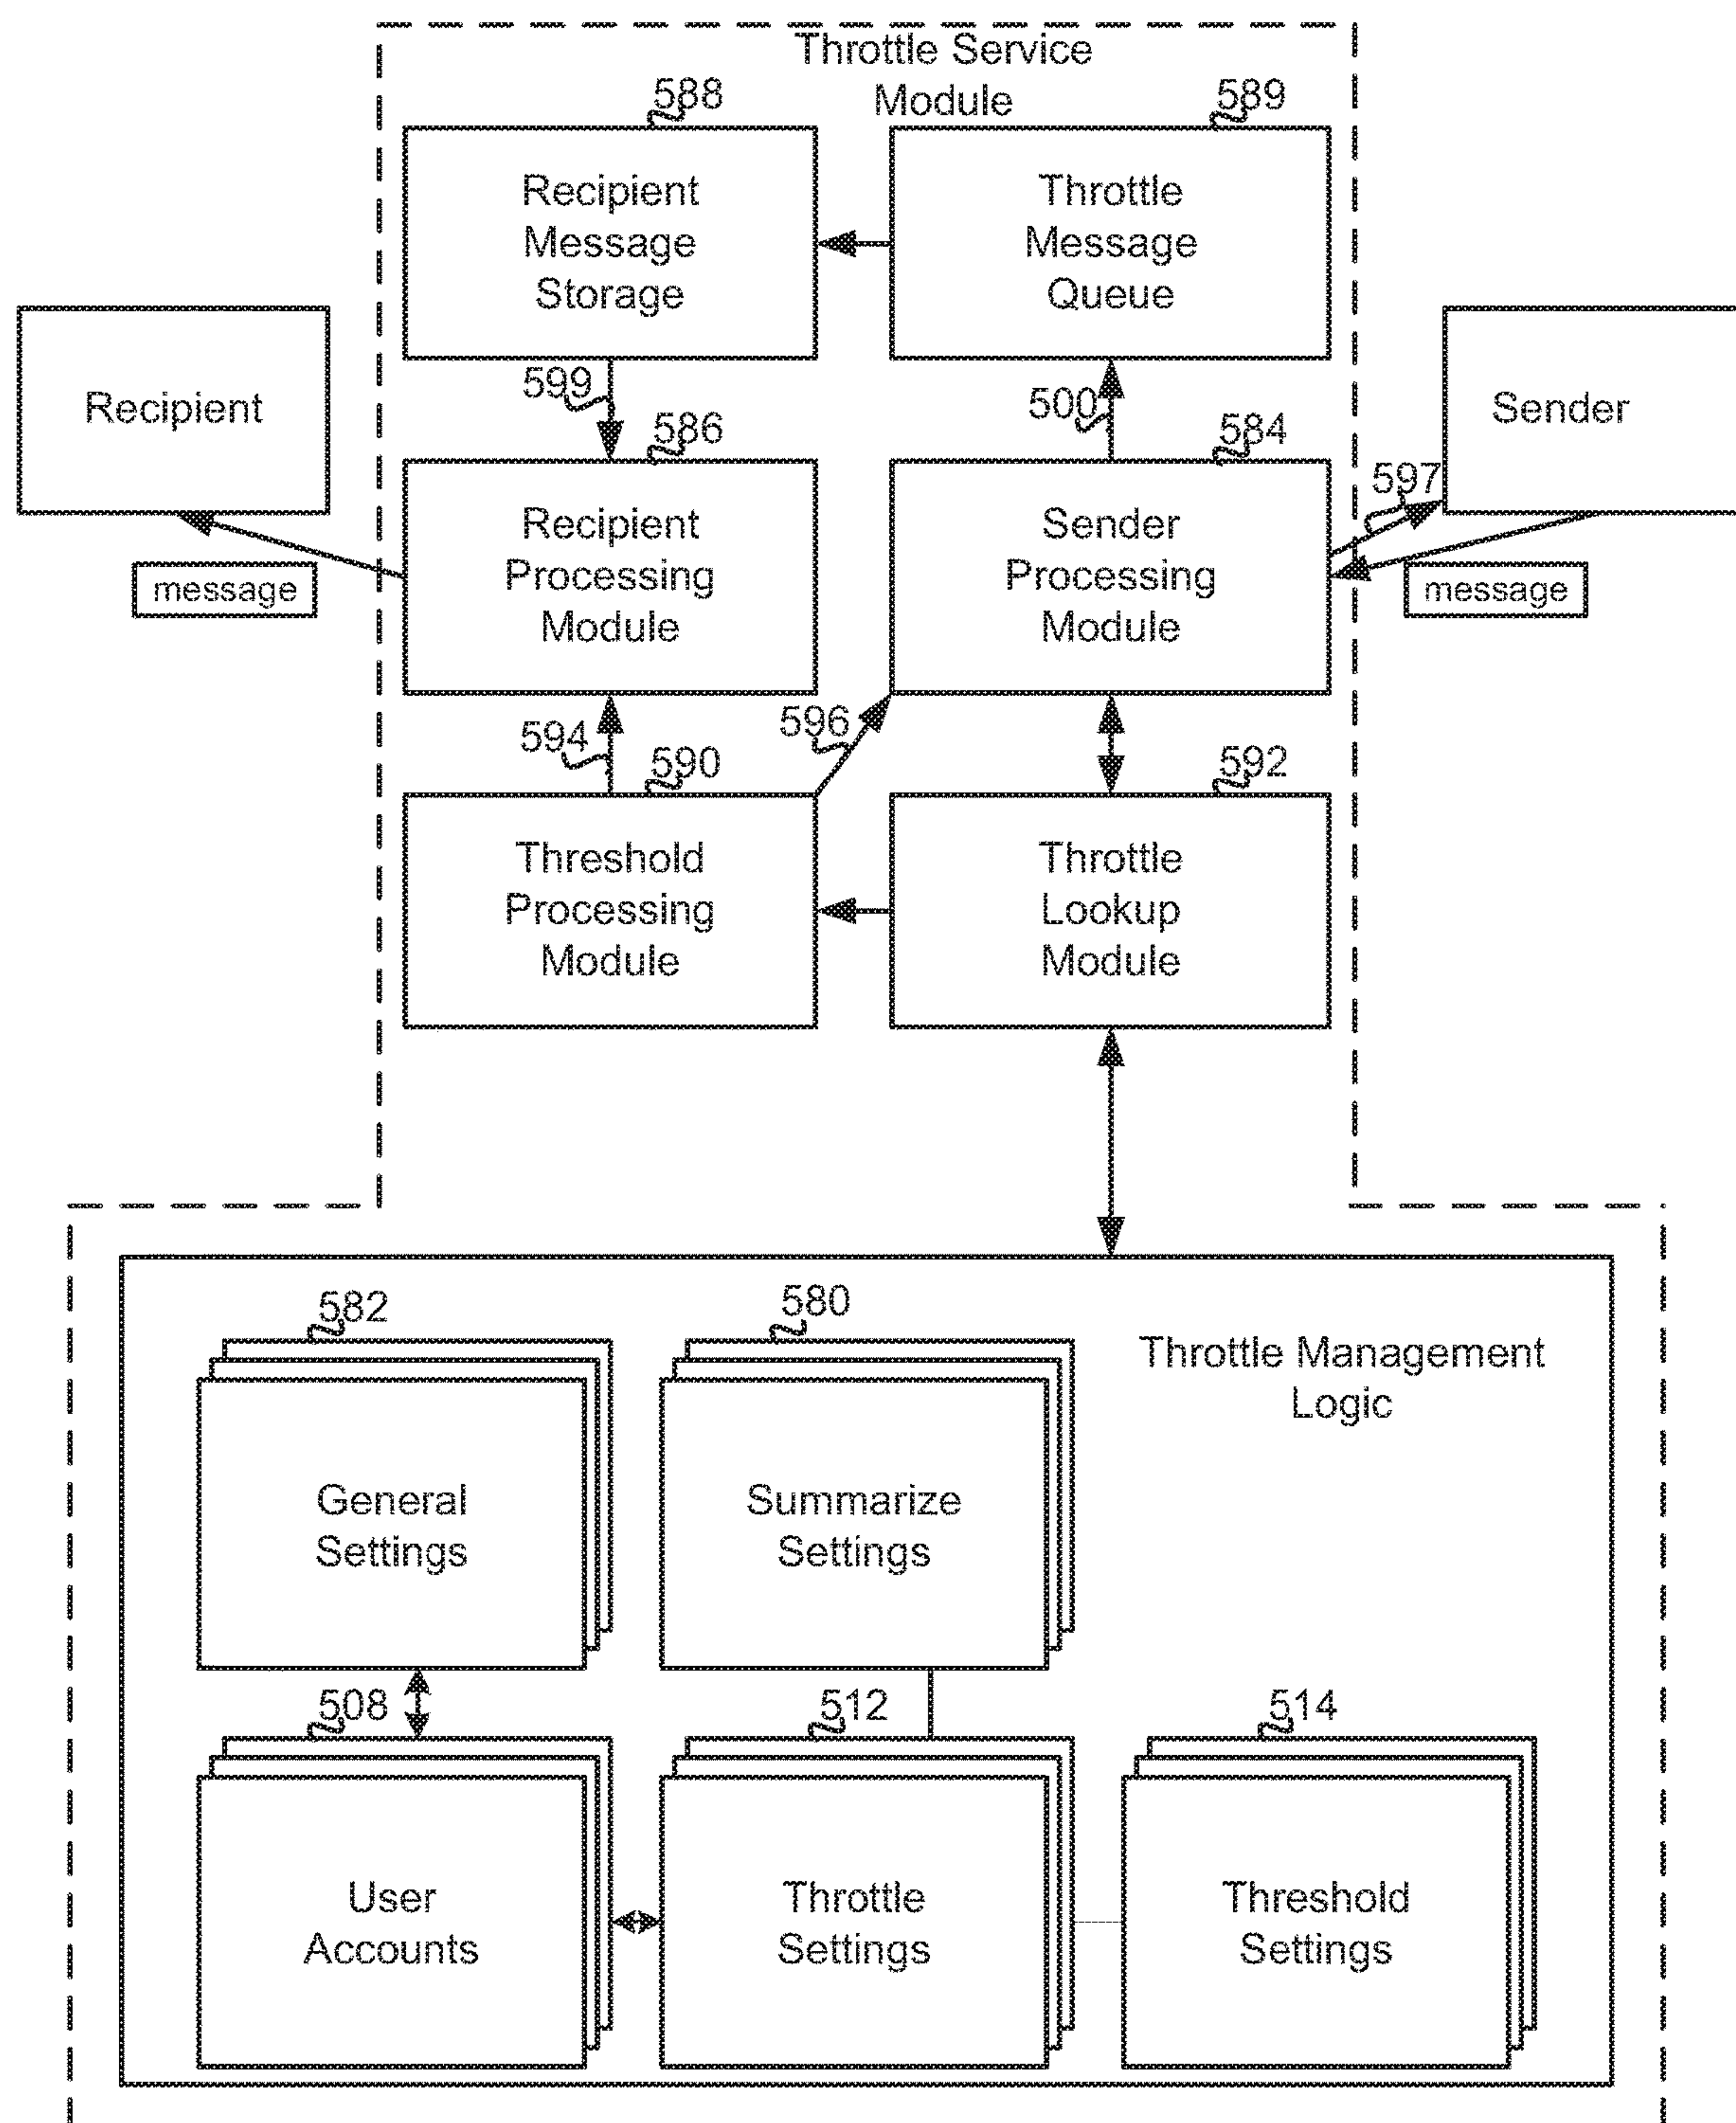 Throttle Service
Module
588
589
Recipient
Message
Storage
Throttle
Message
Queue
Recipient
Sender
599
500
586
584
597
Recipient
Processing
Module
Sender
Processing
Module
message
message
594
596
590
592
Threshold
Processing
Module
Throttle
Lookup
Module
582
580
Throttle Management
Logic
General
Settings
Summarize
Settings
508
512
514
User
Accounts
Throttle
Settings
Threshold
Settings